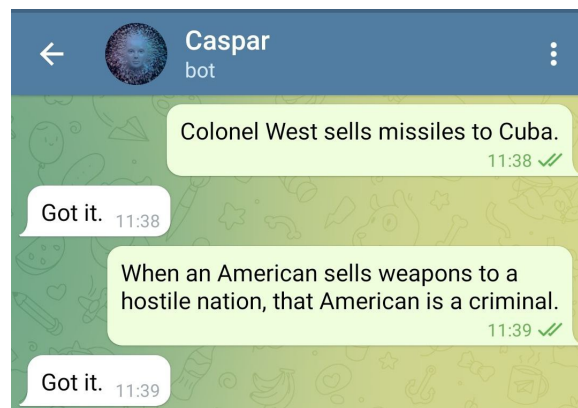 Caspar
bot
Colonel West sells missiles to Cuba.
11:38
Got it. 11:38
When an American sells weapons to a
hostile nation, that American is a criminal.
11:39
Got it. 11:39